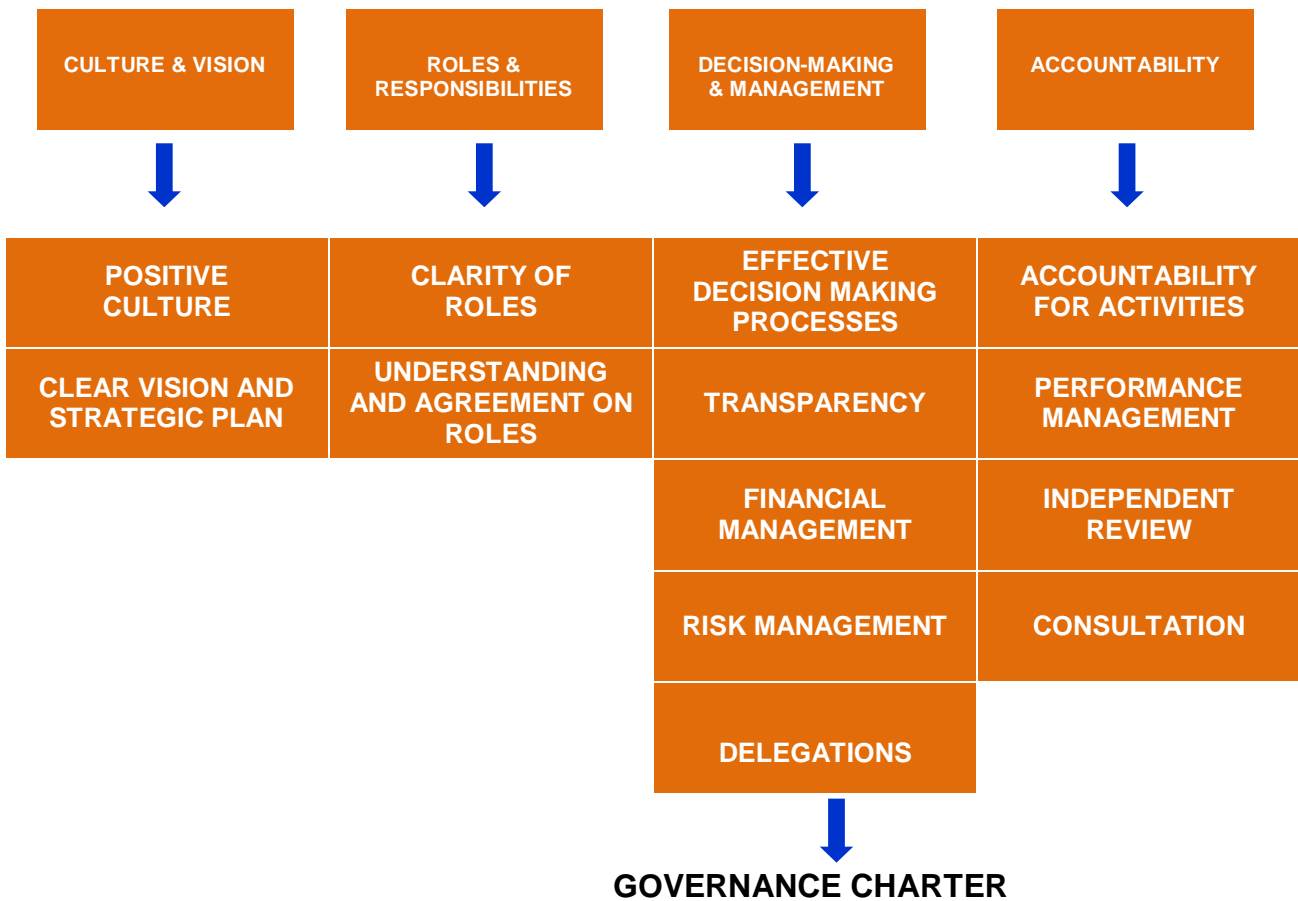 CULTURE & VISION
ROLES &
RESPONSIBILITIES
DECISION-MAKING
& MANAGEMENT
ACCOUNTABILITY
POSITIVE
CULTURE
CLARITY OF
ROLES
EFFECTIVE
DECISION MAKING
PROCESSES
ACCOUNTABILITY
FOR ACTIVITIES
CLEAR VISION AND
STRATEGIC PLAN
UNDERSTANDING
AND AGREEMENT ON
ROLES
TRANSPARENCY
PERFORMANCE
MANAGEMENT
FINANCIAL
MANAGEMENT
INDEPENDENT
REVIEW
RISK MANAGEMENT
CONSULTATION
DELEGATIONS
GOVERNANCE CHARTER